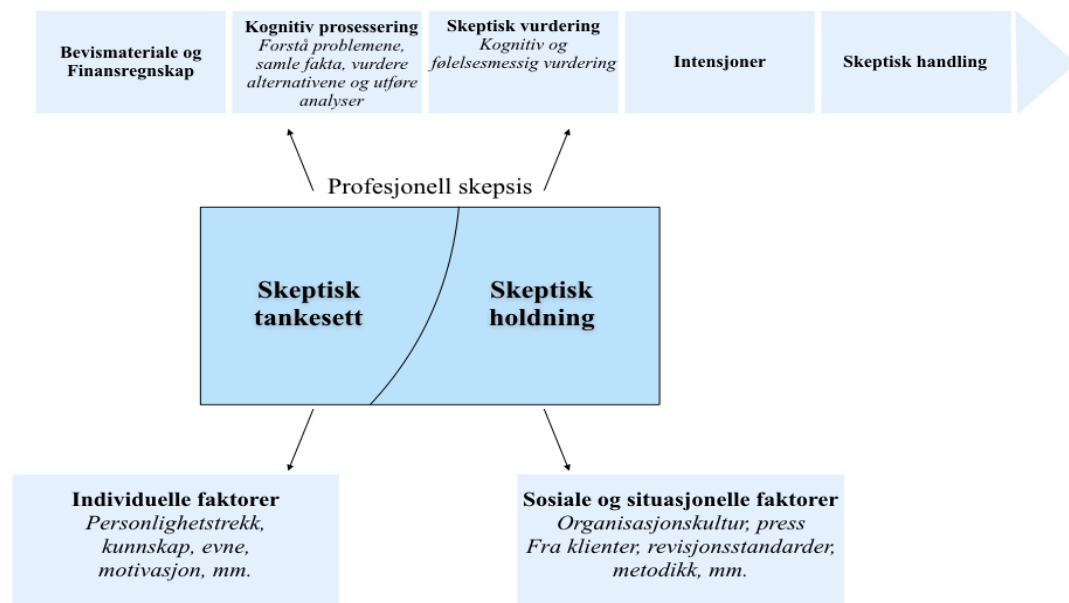 Bevismateriale og
Finansregnskap
Kognitiv prosessering
Forstå problemene,
samle fakta, vurdere
alternativene og utføre
analyser
Skeptisk vurdering
Kognitiv og
følelsesmessig vurdering
Intensjoner
Skeptisk handling
Profesjonell skepsis
Skeptisk
tankesett
Skeptisk
holdning
Individuelle faktorer
Personlighetstrekk,
kunnskap, evne,
motivasjon, mm.
Sosiale og situasjonelle faktorer
Organisasjonskultur, press
Fra klienter, revisjonsstandarder,
metodikk, mm.